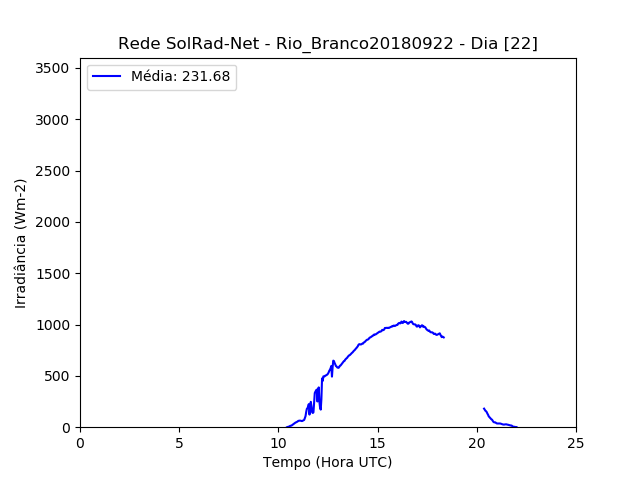 Rede SolRad-Net - Rio_Branco20180922 - Dia [22]
Média: 231.68
3500
3000
2500
2000
1500
1000
500
0
Irradiância (Wm-2)
0 5 10 15 20 25
Tempo (Hora UTC)